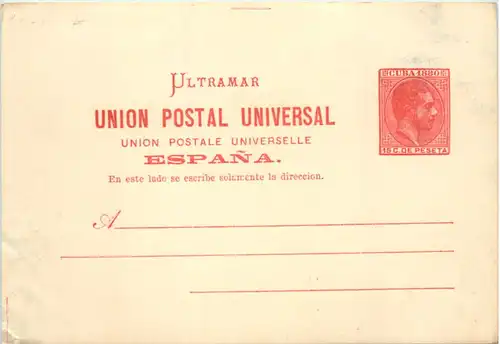 ULTRAMAR
CUBA 1880
UNION POSTAL UNIVERSAL
UNION POSTALE UNIVERSELLE
15 C. DE PESETA
ESPAÑA.
En este lado se escribe solamente la direccion.
A